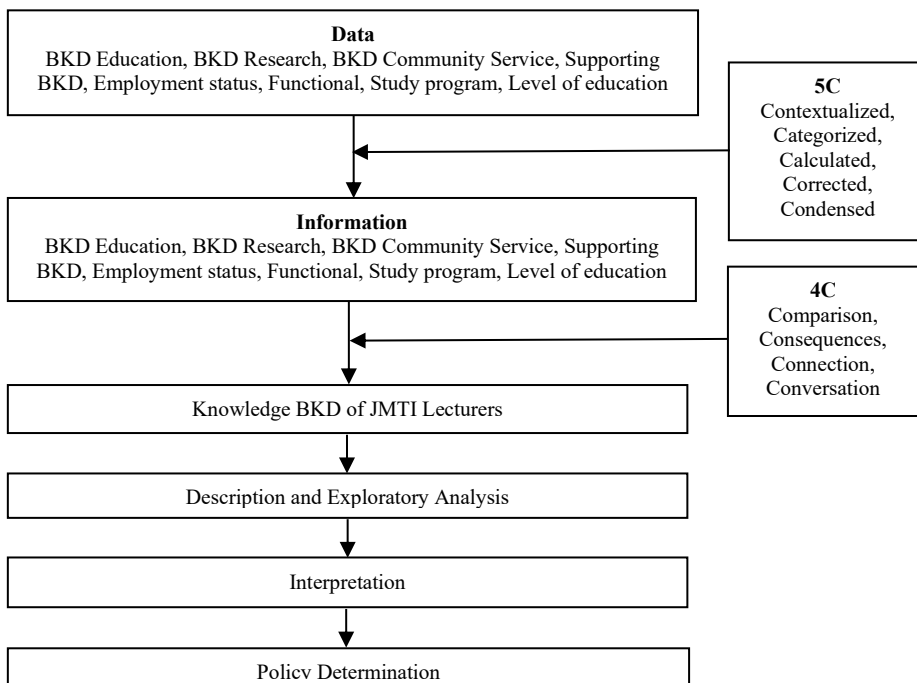 Data
BKD Education, BKD Research, BKD Community Service, Supporting
BKD, Employment status, Functional, Study program, Level of education
5C
Contextualized,
Categorized,
Calculated,
Corrected,
Condensed
Information
BKD Education, BKD Research, BKD Community Service, Supporting
BKD, Employment status, Functional, Study program, Level of education
4C
Comparison,
Consequences,
Connection,
Conversation
Knowledge BKD of JMTI Lecturers
Description and Exploratory Analysis
Interpretation
Policy Determination